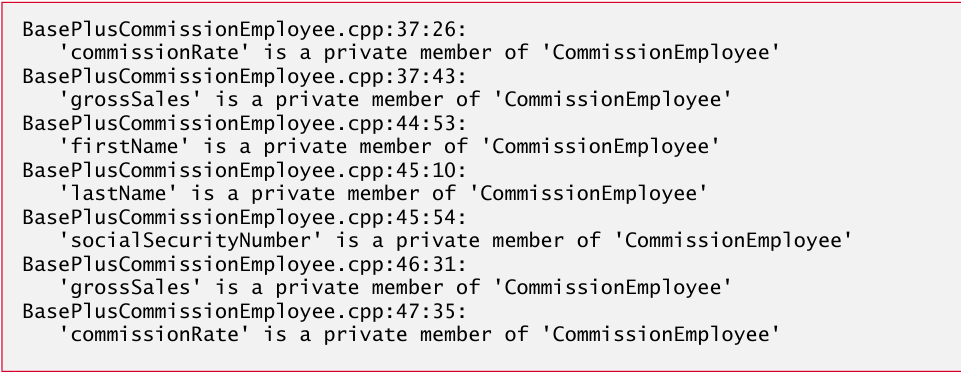 BasePlusCommissionEmployee.cpp:37:26:
'commissionRate' is a private member of 'CommissionEmployee'
BasePlusCommissionEmployee.cpp:37:43:
'grossSales' is a private member of 'CommissionEmployee'
BasePlusCommissionEmployee.cpp:44:53:
'firstName' is a private member of 'CommissionEmployee'
BasePlusCommissionEmployee.cpp:45:10:
'lastName' is a private member of 'CommissionEmployee'
BasePlusCommissionEmployee.cpp:45:54:
'socialSecurityNumber' is a private member of 'CommissionEmployee'
BasePlusCommissionEmployee.cpp:46:31:
'grossSales' is a private member of 'CommissionEmployee'
BasePlusCommissionEmployee.cpp:47:35:
'commissionRate' is a private member of 'CommissionEmployee'